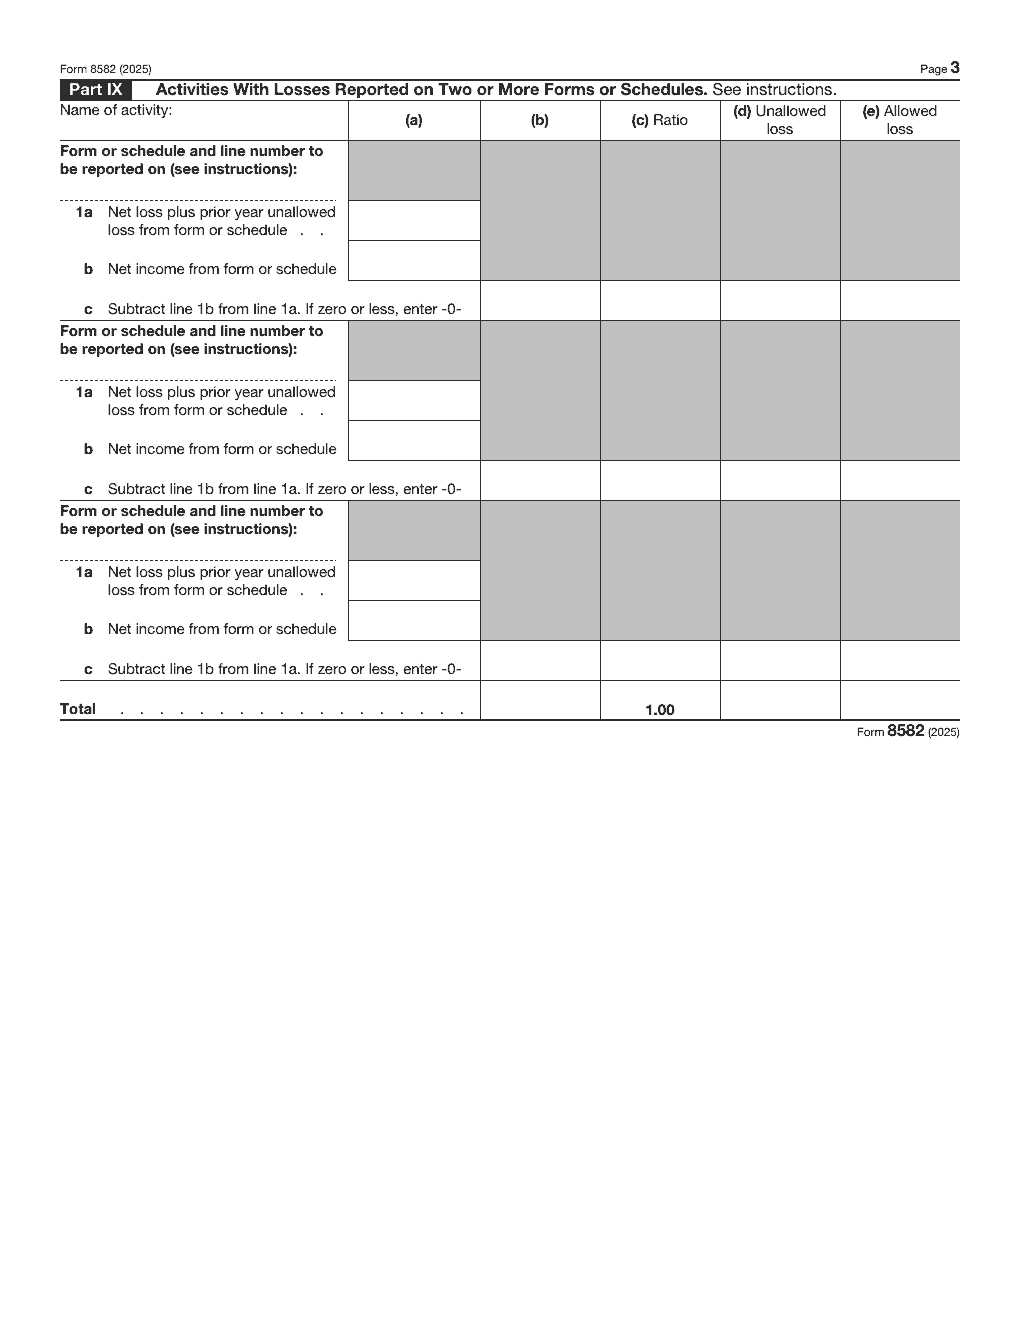 Form 8582 (2025) Page 3
Part IX Activities With Losses Reported on Two or More Forms or Schedules. See instructions.
Name of activity: (a) (b) (c) Ratio (d) Unallowed loss (e) Allowed loss
Form or schedule and line number to
be reported on (see instructions):
1a Net loss plus prior year unallowed
loss from form or schedule . .
b Net income from form or schedule
c Subtract line 1b from line 1a. If zero or less, enter -0-
Form or schedule and line number to
be reported on (see instructions):
1a Net loss plus prior year unallowed
loss from form or schedule . .
b Net income from form or schedule
c Subtract line 1b from line 1a. If zero or less, enter -0-
Form or schedule and line number to
be reported on (see instructions):
1a Net loss plus prior year unallowed
loss from form or schedule . .
b Net income from form or schedule
c Subtract line 1b from line 1a. If zero or less, enter -0-
Total . . . . . . . . . . . . . . . . . . 1.00
Form 8582 (2025)